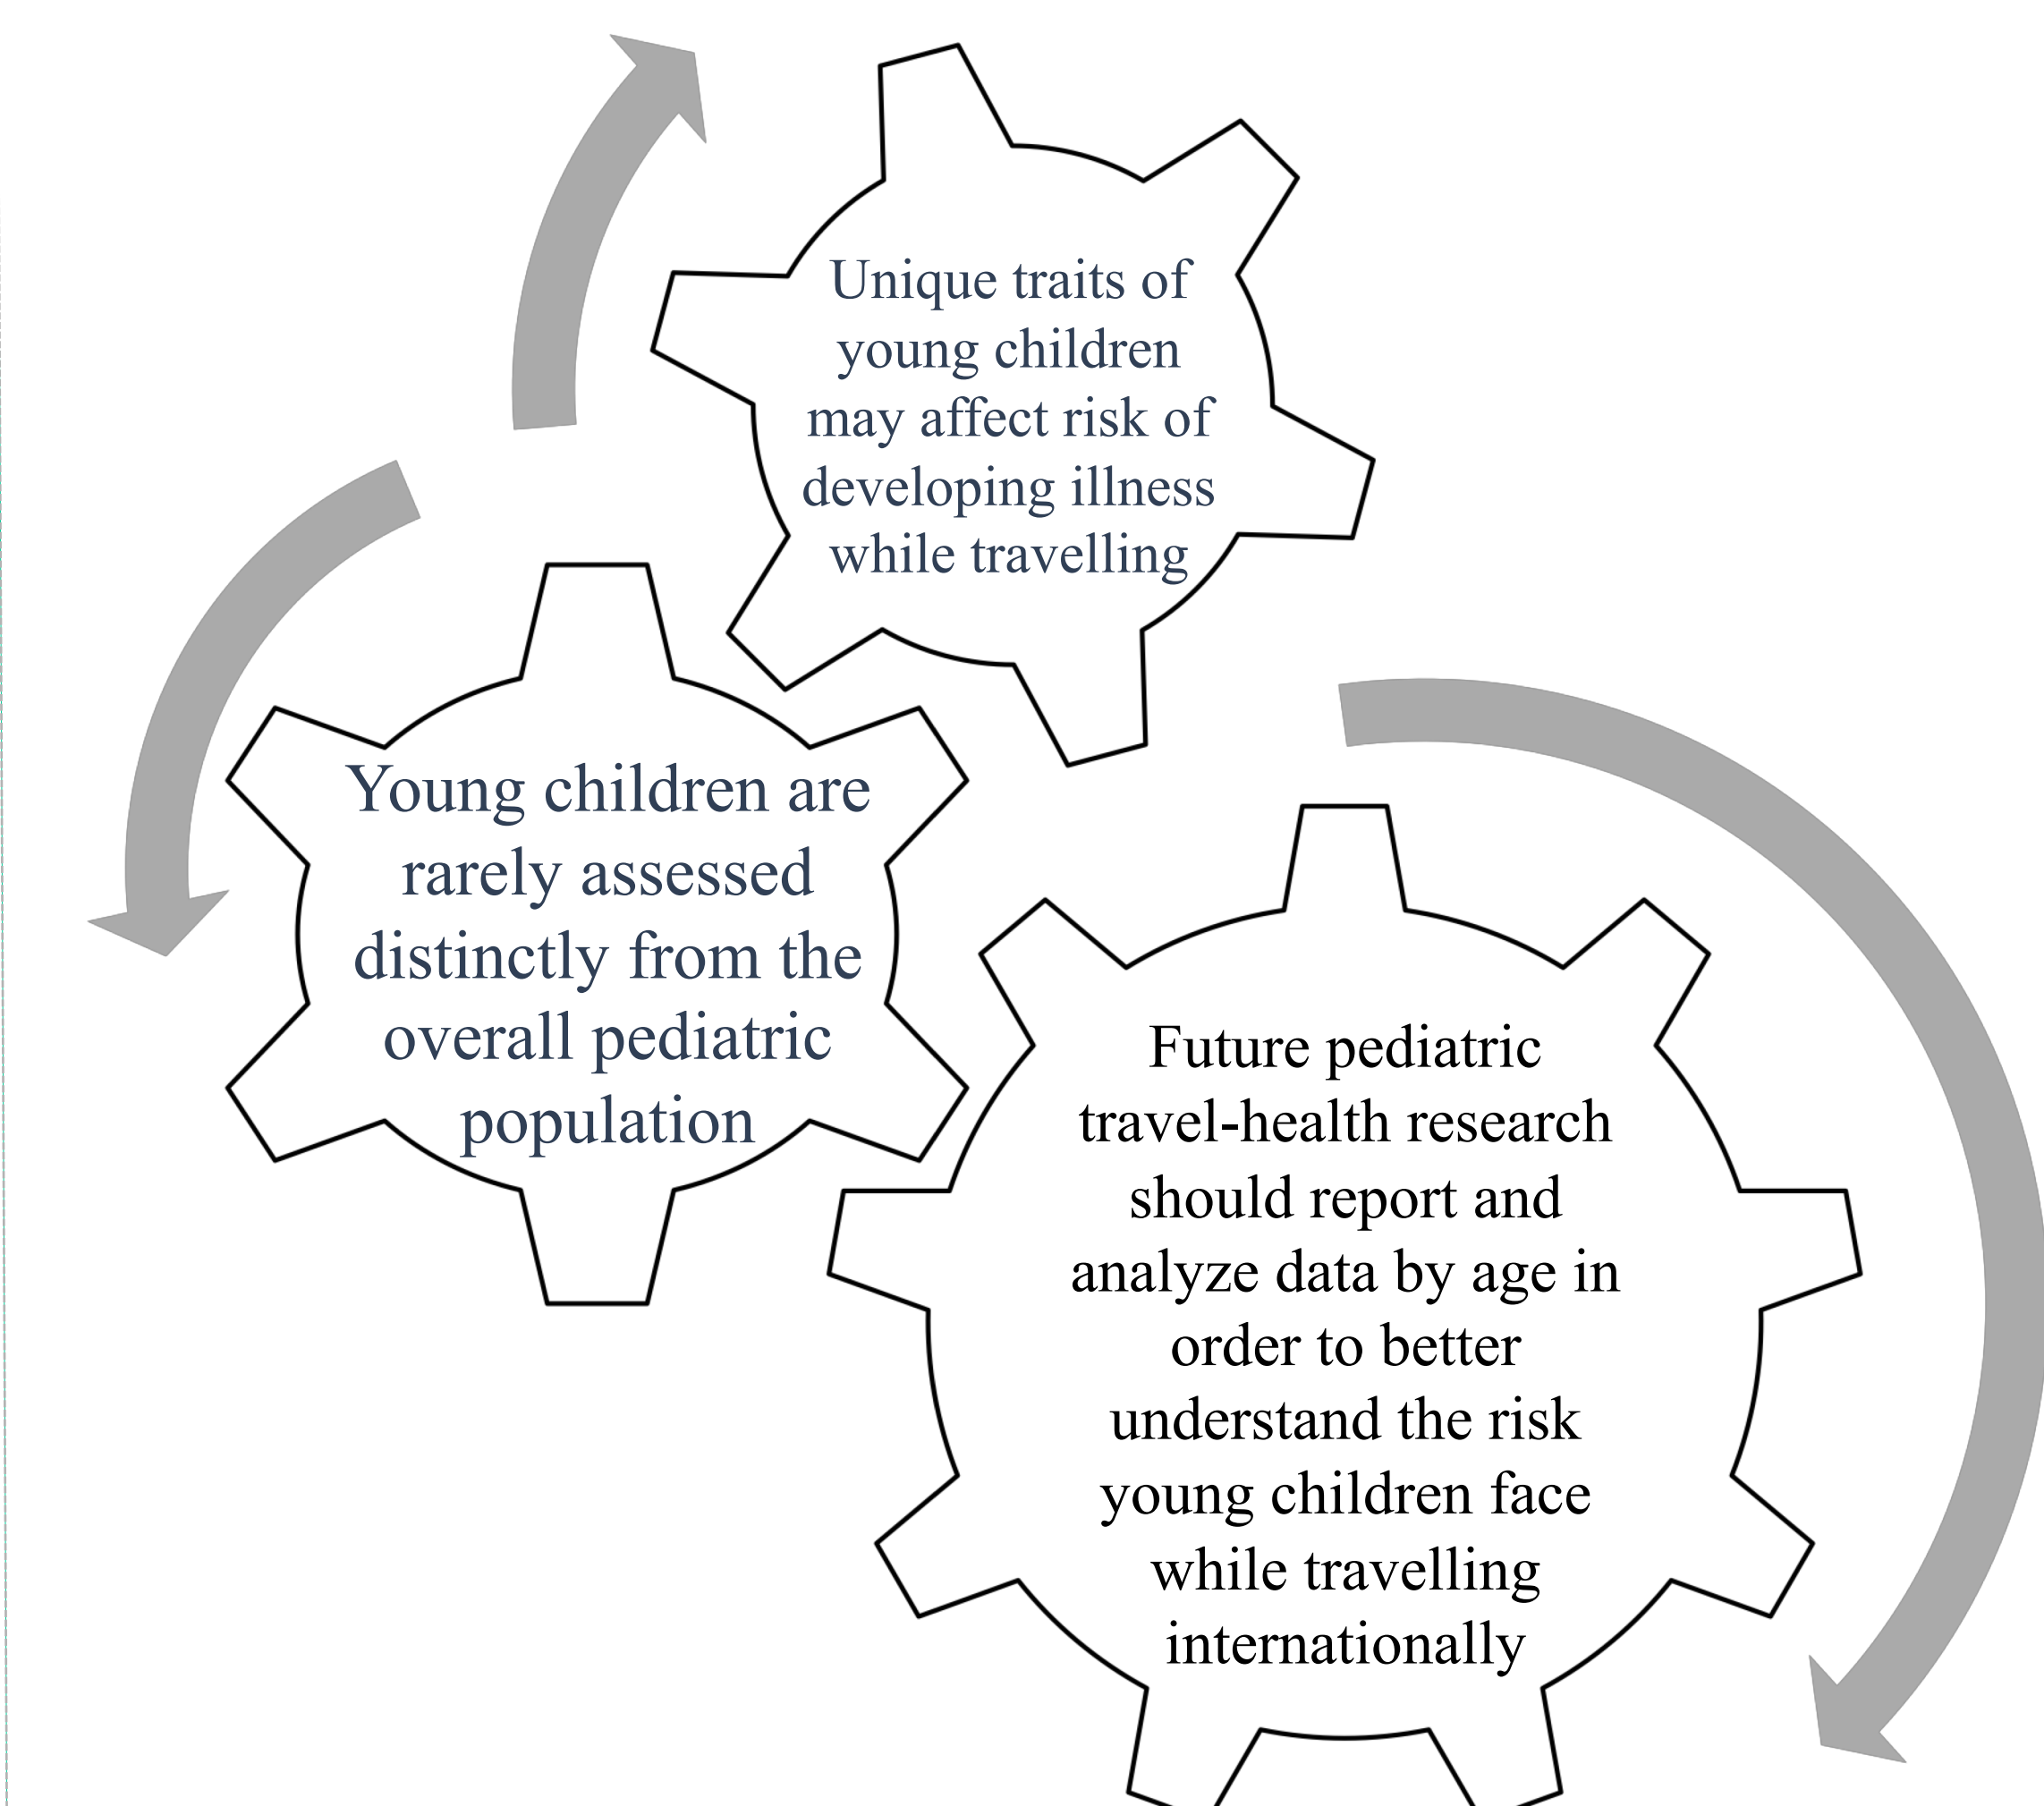 Unique traits of
young children
may affect risk of
developing illness
while travelling
Young children are
rarely assessed
distinctly from the
overall pediatric
population
Future pediatric
travel-health research
should report and
analyze data by age in
order to better
understand the risk
young children face
while travelling
internationally